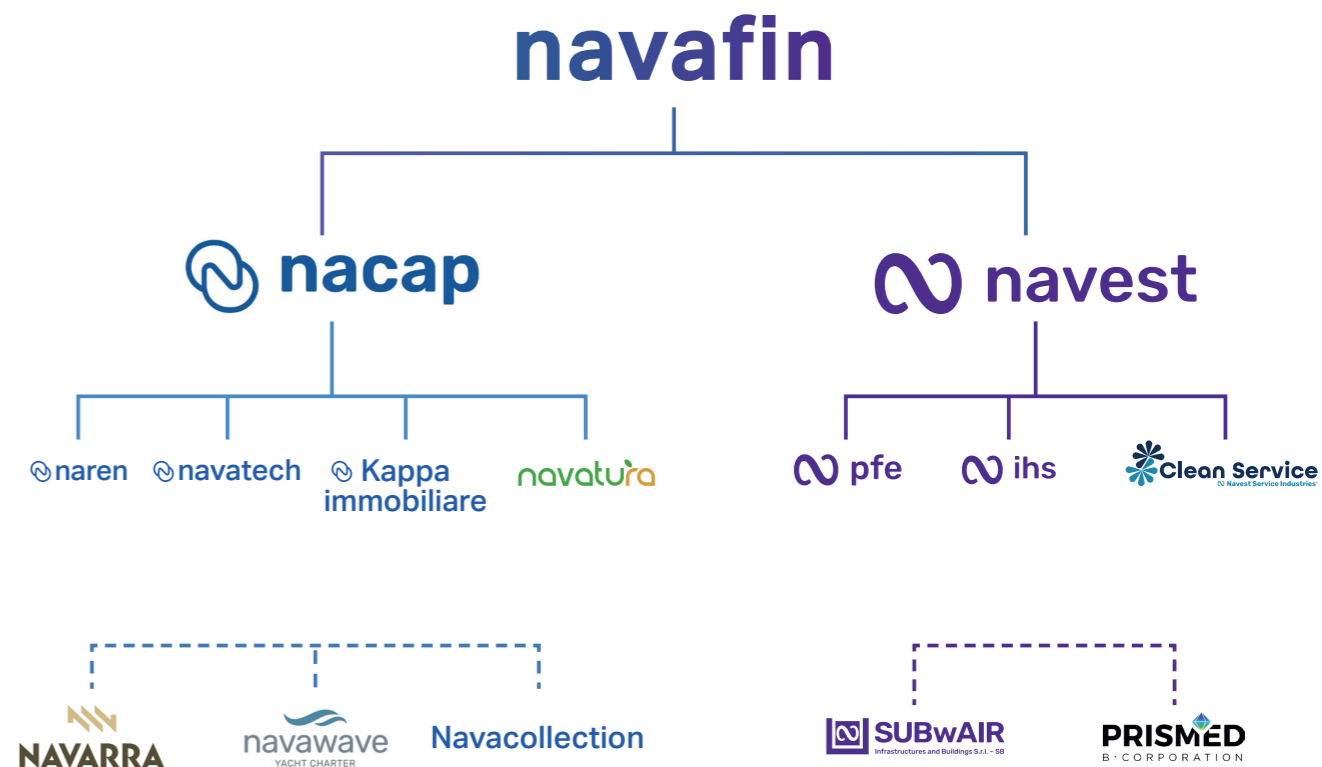 navafin
nacap
navest
naren
navatech
Kappa
immobiliare
navatura
pfe
ihs
Clean Service
Navest Service Industries
NAVARRA
navawave
YACHT CHARTER
Navacollection
SUBwAIR
Infrastructures and Buildings S.r.l. – SB
PRISMED
B·CORPORATION